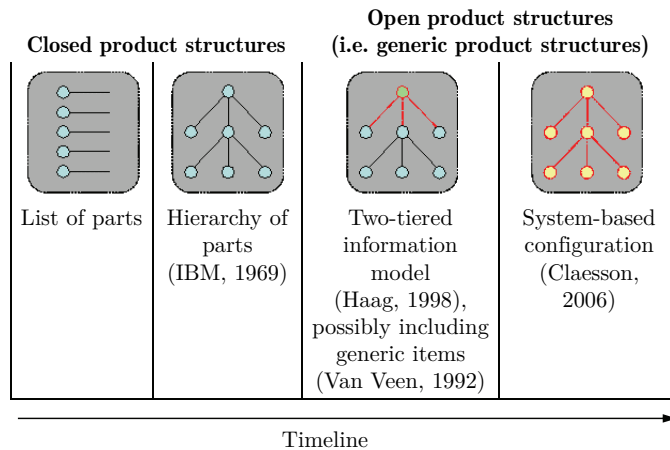 Closed product structures
Open product structures
(i.e. generic product structures)
List of parts
Hierarchy of
parts
(IBM, 1969)
Two-tiered
information
model
(Haag, 1998),
possibly including
generic items
(Van Veen, 1992)
System-based
configuration
(Claesson,
2006)
Timeline